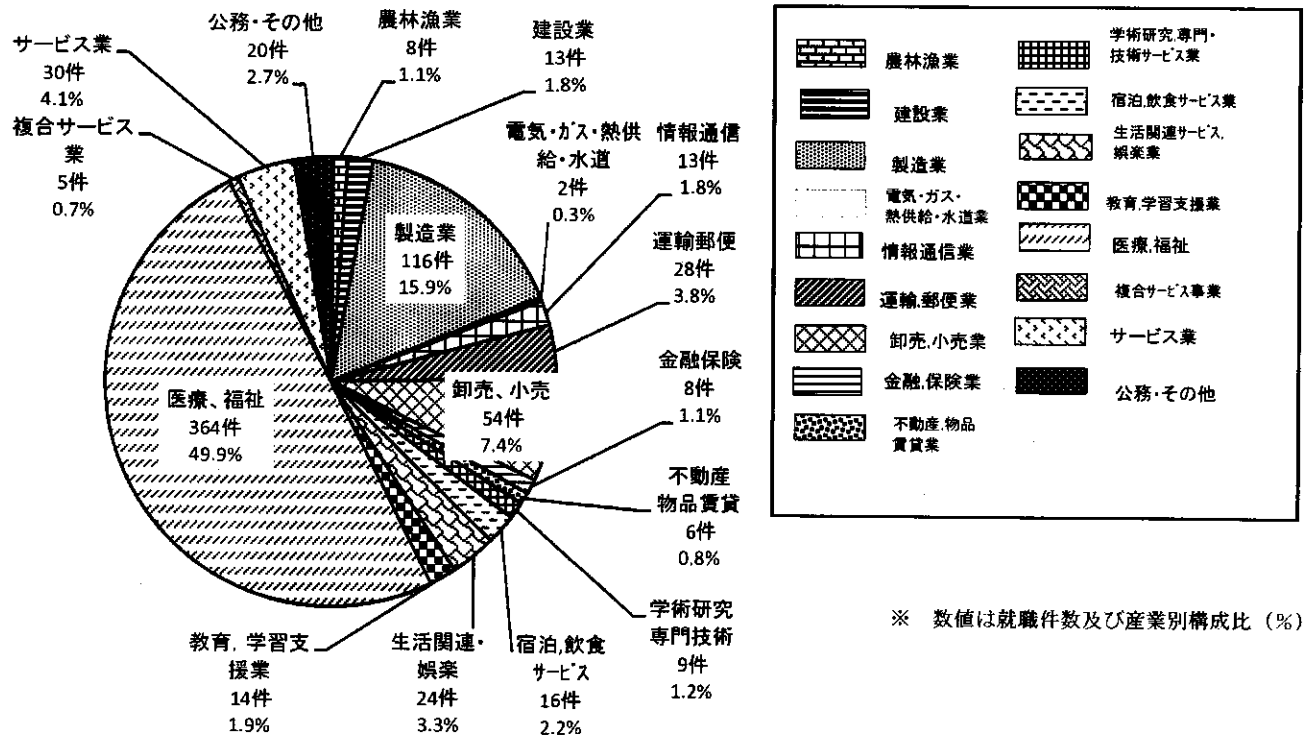 サービス業
30件
4.1%
公務・その他
20件
2.7%
農林漁業
8件
1.1%
建設業
13件
1.8%
電気・ガス・熱供
給・水道
2件
0.3%
情報通信
13件
1.8%
運輸郵便
28件
3.8%
金融保険
8件
1.1%
不動産
物品賃貸
6件
0.8%
学術研究
専門技術
9件
1.2%
宿泊,飲食
サービス
16件
2.2%
生活関連・
娯楽
24件
3.3%
教育,学習支
援業
14件
1.9%
複合サービス
業
5件
0.7%
製造業
116件
15.9%
卸売、小売
54件
7.4%
医療、福祉
364件
49.9%
農林漁業
建設業
製造業
電気・ガス・
熱供給・水道業
情報通信業
運輸,郵便業
卸売,小売業
金融,保険業
不動産,物品
賃貸業
学術研究,専門・
技術サービス業
宿泊,飲食サービス業
生活関連サービス,
娯楽業
教育,学習支援業
医療,福祉
複合サービス事業
サービス業
公務・その他
※ 数値は就職件数及び産業別構成比（%）